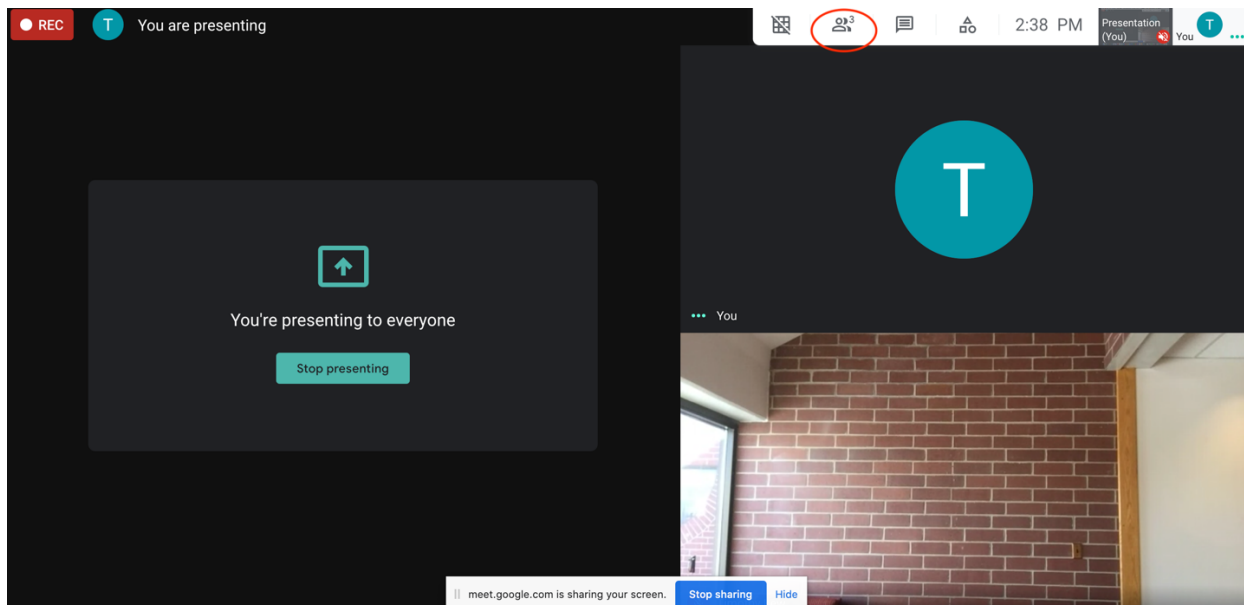 REC
T
You are presenting
3
2:38 PM
Presentation
(You)
You
T
T
You're presenting to everyone
Stop presenting
You
meet.google.com is sharing your screen.
Stop sharing
Hide